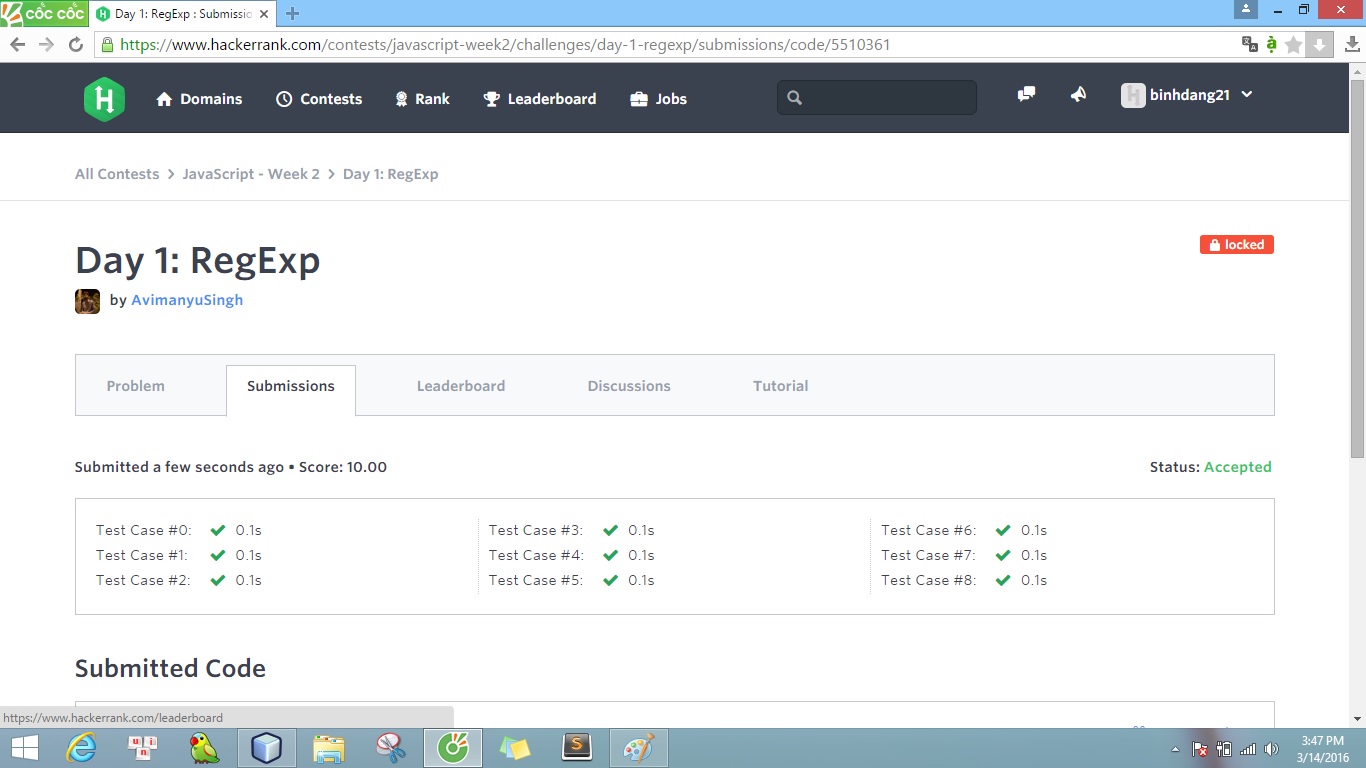 CỐC CỐC
Day 1: RegExp : Submissio
https://www.hackerrank.com/contests/javascript-week2/challenges/day-1-regexp/submissions/code/5510361
H Domains Contests Rank Leaderboard Jobs binhdang21
All Contests > JavaScript - Week 2 > Day 1: RegExp
Day 1: RegExp
locked
by AvimanyuSingh
Problem Submissions Leaderboard Discussions Tutorial
Submitted a few seconds ago • Score: 10.00 Status: Accepted
Test Case #0: ✔ 0.1s Test Case #3: ✔ 0.1s Test Case #6: ✔ 0.1s
Test Case #1: ✔ 0.1s Test Case #4: ✔ 0.1s Test Case #7: ✔ 0.1s
Test Case #2: ✔ 0.1s Test Case #5: ✔ 0.1s Test Case #8: ✔ 0.1s
Submitted Code
https://www.hackerrank.com/leaderboard
3:47 PM
3/14/2016